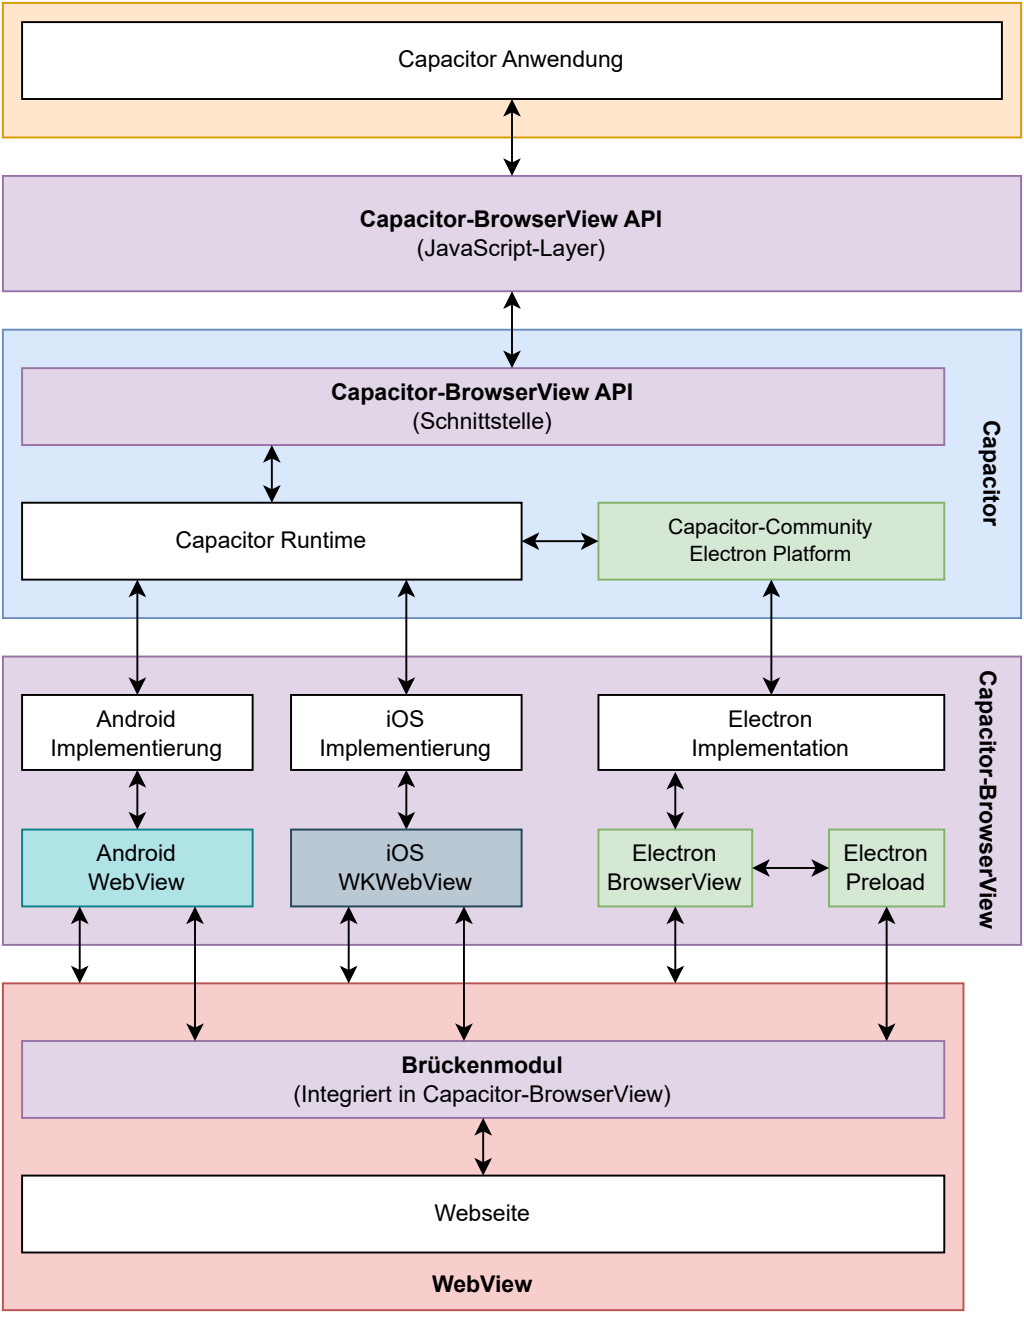 Capacitor Anwendung
Capacitor-BrowserView API
(JavaScript-Layer)
Capacitor-BrowserView API
(Schnittstelle)
Capacitor
Capacitor Runtime
Capacitor-Community
Electron Platform
Capacitor-BrowserView
Android
Implementierung
iOS
Implementierung
Electron
Implementation
Android
WebView
iOS
WKWebView
Electron
BrowserView
Electron
Preload
Brückenmodul
(Integriert in Capacitor-BrowserView)
Webseite
WebView